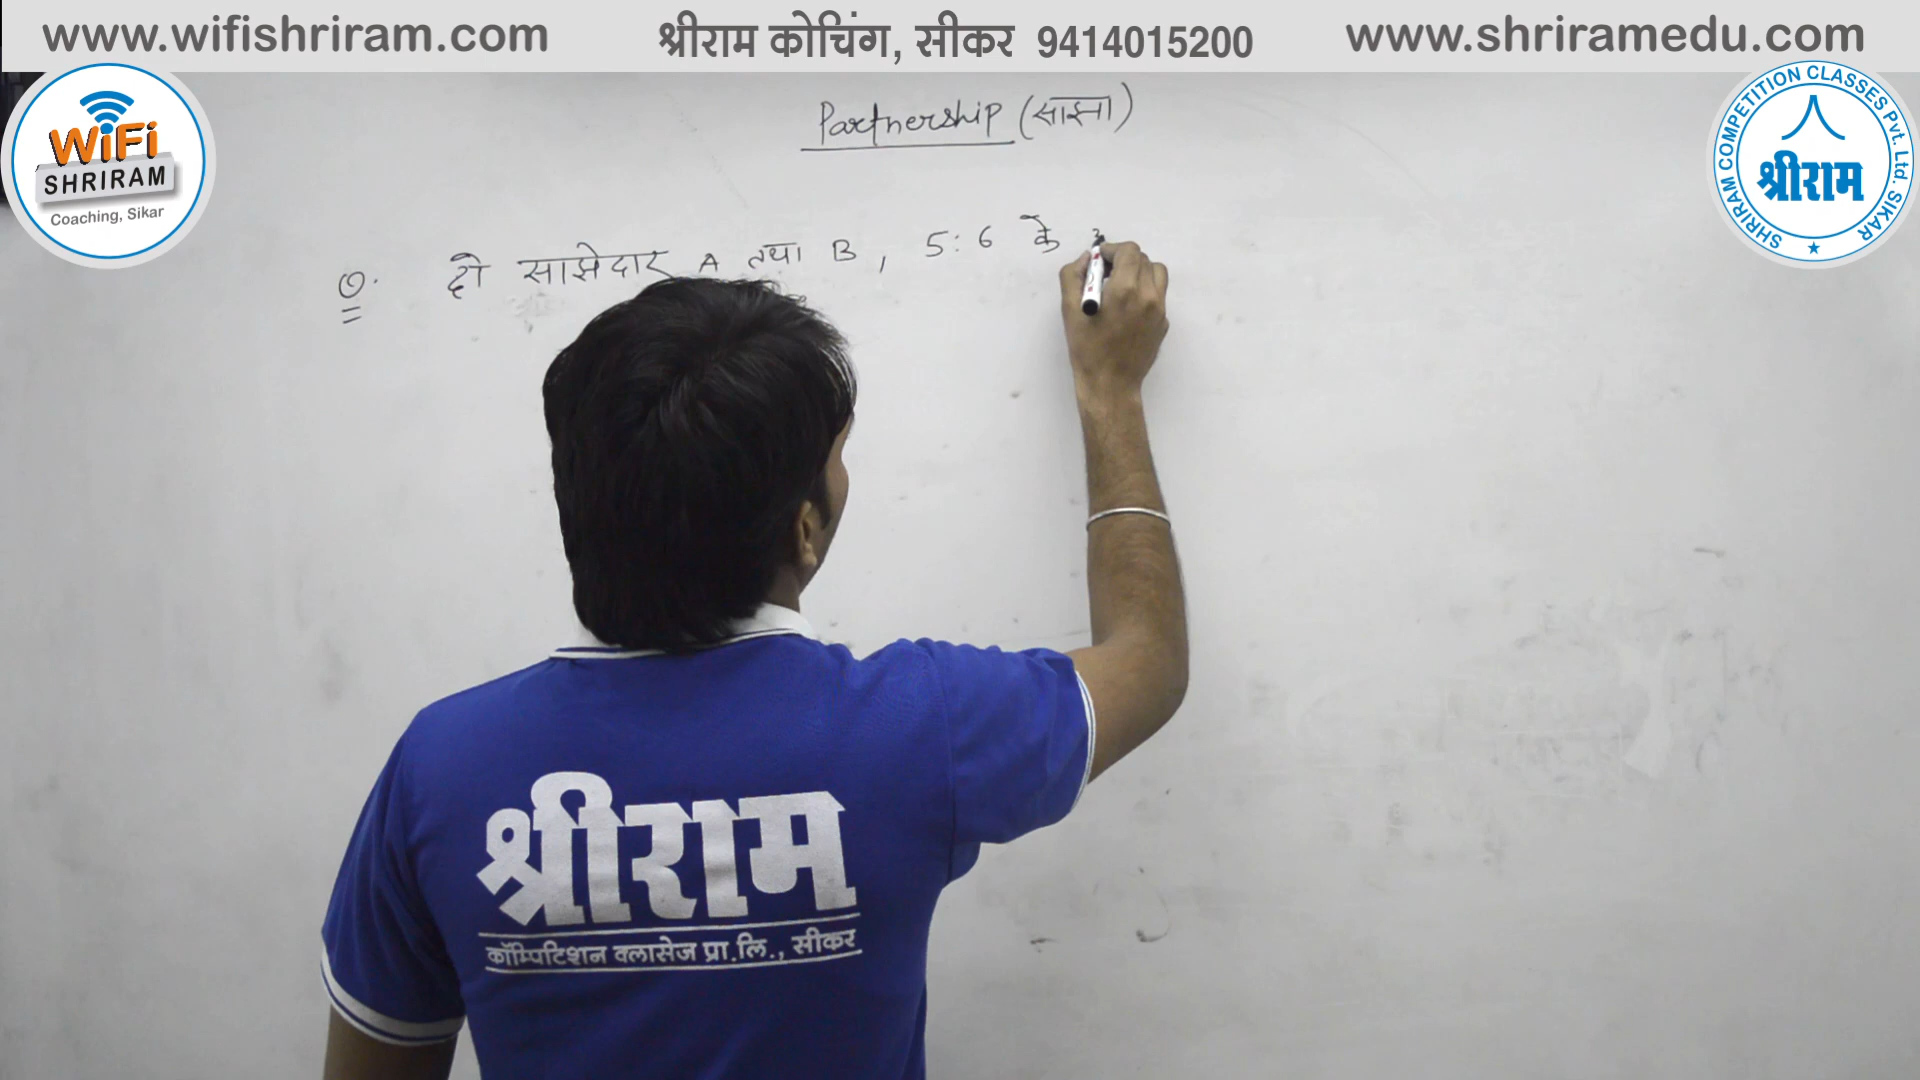 www.wifishriram.com
श्रीराम कोचिंग, सीकर 9414015200
www.shriramedu.com
WiFi
SHRIRAM
Coaching, Sikar
SHRIRAM COMPETITION CLASSES Pvt. Ltd. SIKAR
श्रीराम
Partnership (साझा)
Q. दो साझेदार A तथा B, 5:6 के
श्रीराम
कॉम्पिटिशन क्लासेज प्रा.लि., सीकर